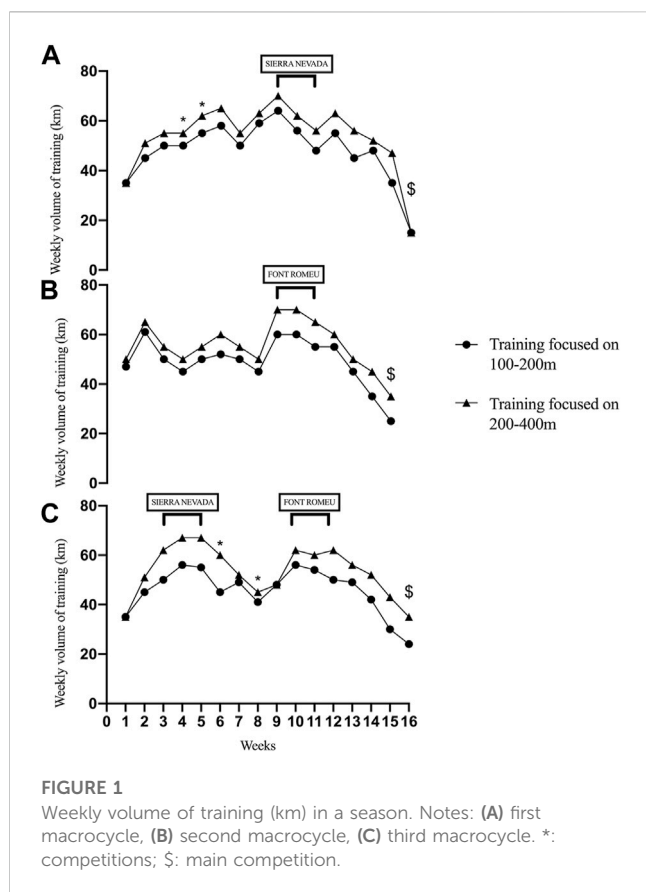 A
SIERRA NEVADA
Weekly volume of training (km)
80
60
40
20
0
*
*
$
B
FONT ROMEU
Weekly volume of training (km)
80
60
40
20
0
$
Training focused on
100-200m
Training focused on
200-400m
C
SIERRA NEVADA
FONT ROMEU
Weekly volume of training (km)
80
60
40
20
0
*
*
$
0 1 2 3 4 5 6 7 8 9 10 11 12 13 14 15 16
Weeks
FIGURE 1
Weekly volume of training (km) in a season. Notes: (A) first
macrocycle, (B) second macrocycle, (C) third macrocycle. *:
competitions; $: main competition.